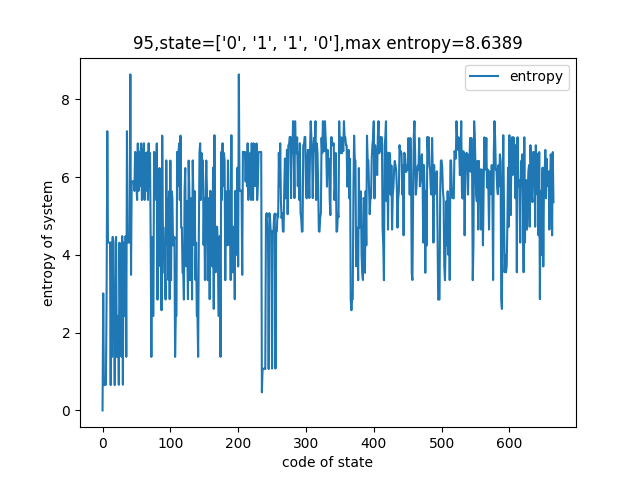 95,state=['0', '1', '1', '0'],max entropy=8.6389
entropy
8
6
4
2
0
entropy of system
0 100 200 300 400 500 600
code of state